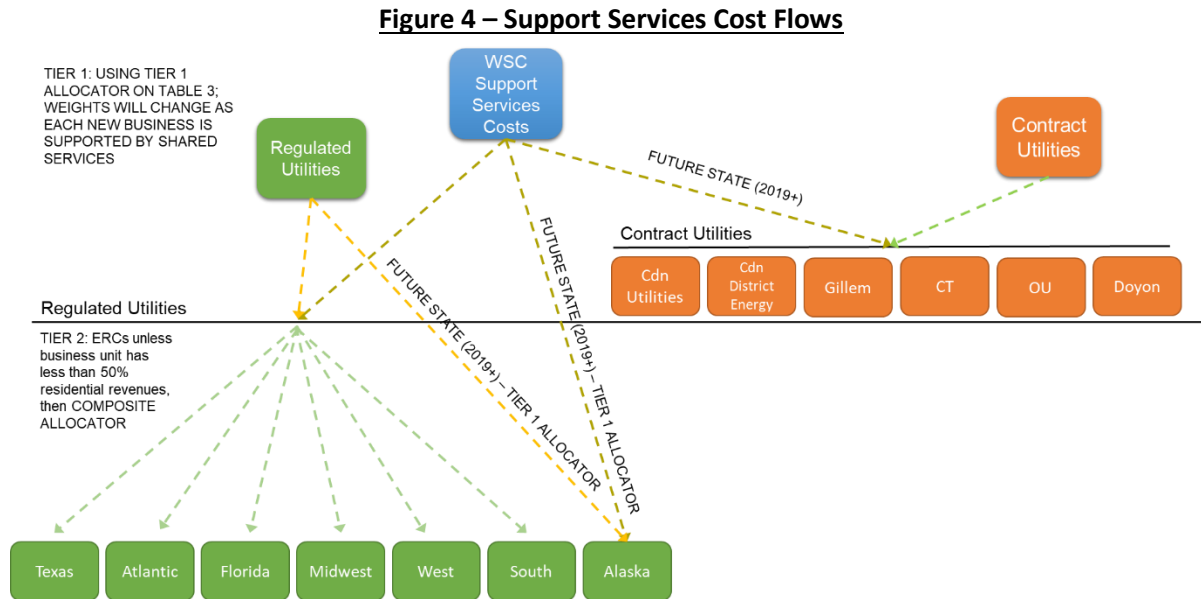 Figure 4 – Support Services Cost Flows
TIER 1: USING TIER 1
ALLOCATOR ON TABLE 3;
WEIGHTS WILL CHANGE AS
EACH NEW BUSINESS IS
SUPPORTED BY SHARED
SERVICES
WSC
Support
Services
Costs
Regulated
Utilities
Contract
Utilities
FUTURE STATE (2019+)
Contract Utilities
Cdn
Utilities
Cdn
District
Energy
Gillem
CT
OU
Doyon
FUTURE STATE (2019+) – TIER 1 ALLOCATOR
FUTURE STATE (2019+) – TIER 1 ALLOCATOR
Regulated Utilities
TIER 2: ERCs unless
business unit has
less than 50%
residential revenues,
then COMPOSITE
ALLOCATOR
Texas
Atlantic
Florida
Midwest
West
South
Alaska